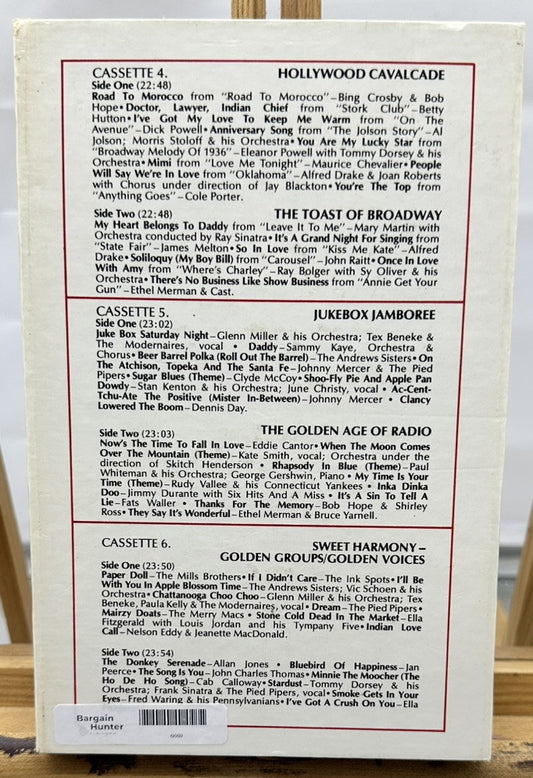 CASSETTE 4. HOLLYWOOD CAVALCADE
Side One (22:48)
Road To Morocco from "Road To Morocco"—Bing Crosby & Bob
Hope• Doctor, Lawyer, Indian Chief from "Stork Club"—Betty
Hutton• I've Got My Love To Keep Me Warm from "On The
Avenue"—Dick Powell• Anniversary Song from "The Jolson Story"—Al
Jolson; Morris Stoloff & his Orchestra• You Are My Lucky Star from
"Broadway Melody Of 1936"—Eleanor Powell with Tommy Dorsey & his
Orchestra• Mimi from "Love Me Tonight"—Maurice Chevalier• People
Will Say We're In Love from "Oklahoma"—Alfred Drake & Joan Roberts
with Chorus under direction of Jay Blackton• You're The Top from
"Anything Goes"—Cole Porter.
Side Two (22:48) THE TOAST OF BROADWAY
My Heart Belongs To Daddy from "Leave It To Me"—Mary Martin with
Orchestra conducted by Ray Sinatra• It's A Grand Night For Singing from
"State Fair"—James Melton• So In Love from "Kiss Me Kate"—Alfred
Drake• Soliloquy (My Boy Bill) from "Carousel"—John Raitt• Once In Love
With Amy from "Where's Charley"—Ray Bolger with Sy Oliver & his
Orchestra• There's No Business Like Show Business from "Annie Get Your
Gun"—Ethel Merman & Cast.
CASSETTE 5. JUKEBOX JAMBOREE
Side One (23:02)
Juke Box Saturday Night—Glenn Miller & his Orchestra; Tex Beneke &
The Modernaires, vocal • Daddy—Sammy Kaye, Orchestra &
Chorus• Beer Barrel Polka (Roll Out The Barrel)—The Andrews Sisters• On
The Atchison, Topeka And The Santa Fe—Johnny Mercer & The Pied
Pipers• Sugar Blues (Theme)—Clyde McCoy• Shoo-Fly Pie And Apple Pan
Dowdy—Stan Kenton & his Orchestra; June Christy, vocal • Ac-Cent-
Tchu-Ate The Positive (Mister In-Between)—Johnny Mercer • Clancy
Lowered The Boom—Dennis Day.
Side Two (23:03) THE GOLDEN AGE OF RADIO
Now's The Time To Fall In Love—Eddie Cantor• When The Moon Comes
Over The Mountain (Theme)—Kate Smith, vocal; Orchestra under the
direction of Skitch Henderson • Rhapsody In Blue (Theme)—Paul
Whiteman & his Orchestra; George Gershwin, Piano • My Time Is Your
Time (Theme)—Rudy Vallee & his Connecticut Yankees • Inka Dinka
Doo—Jimmy Durante with Six Hits And A Miss • It's A Sin To Tell A
Lie—Fats Waller • Thanks For The Memory—Bob Hope & Shirley
Ross• They Say It's Wonderful—Ethel Merman & Bruce Yarnell.
CASSETTE 6. SWEET HARMONY—
GOLDEN GROUPS/GOLDEN VOICES
Side One (23:50)
Paper Doll—The Mills Brothers• If I Didn't Care—The Ink Spots• I'll Be
With You In Apple Blossom Time—The Andrews Sisters; Vic Schoen & his
Orchestra• Chattanooga Choo Choo—Glenn Miller & his Orchestra; Tex
Beneke, Paula Kelly & The Modernaires, vocal• Dream—The Pied Pipers•
Mairzy Doats—The Merry Macs • Stone Cold Dead In The Market—Ella
Fitzgerald with Louis Jordan and his Tympany Five• Indian Love
Call—Nelson Eddy & Jeanette MacDonald.
Side Two (23:54)
The Donkey Serenade—Allan Jones • Bluebird Of Happiness—Jan
Peerce• The Song Is You—John Charles Thomas• Minnie The Moocher (The
Ho De Ho Song)—Cab Calloway• Stardust—Tommy Dorsey & his
Orchestra; Frank Sinatra & The Pied Pipers, vocal• Smoke Gets In Your
Eyes—Fred Waring & his Pennsylvanians• I've Got A Crush On You—Ella
Bargain
Hunter